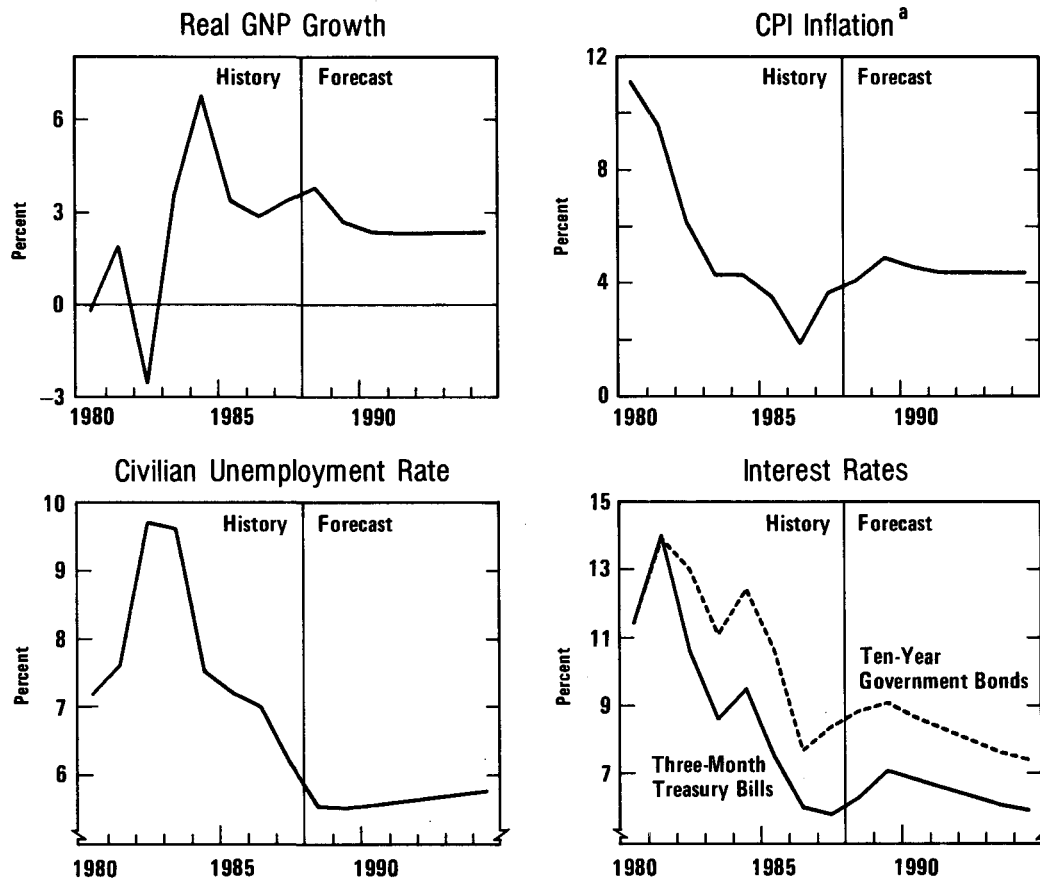 Real GNP Growth
History
Forecast
Percent
6
3
0
−3
1980
1985
1990
CPI Inflation a
History
Forecast
Percent
12
8
4
0
1980
1985
1990
Civilian Unemployment Rate
History
Forecast
Percent
10
9
8
7
6
1980
1985
1990
Interest Rates
History
Forecast
Percent
15
13
11
9
7
Ten-Year
Government Bonds
Three-Month
Treasury Bills
1980
1985
1990